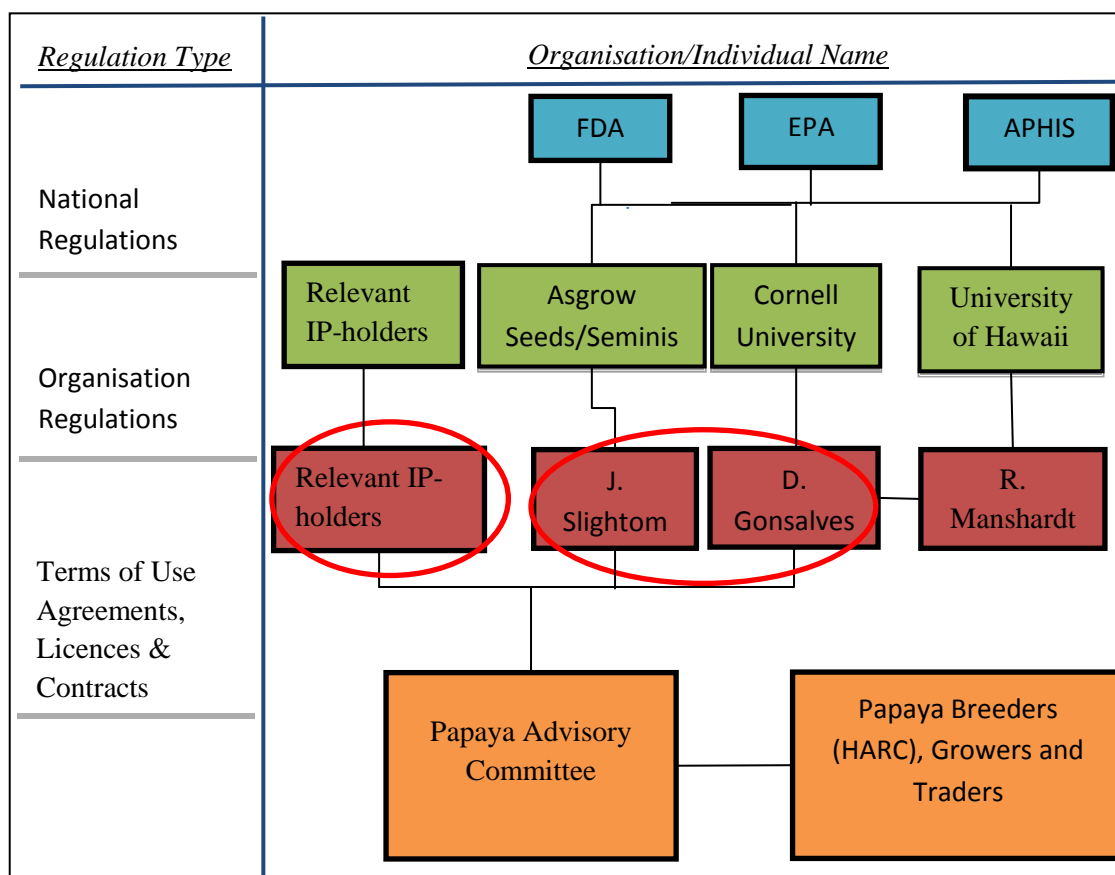 Regulation Type
Organisation/Individual Name
FDA
EPA
APHIS
National
Regulations
Relevant
IP-holders
Asgrow
Seeds/Seminis
Cornell
University
University
of Hawaii
Organisation
Regulations
Relevant IP-
holders
J.
Slightom
D.
Gonsalves
R.
Manshardt
Terms of Use
Agreements,
Licences &
Contracts
Papaya Advisory
Committee
Papaya Breeders
(HARC), Growers and
Traders